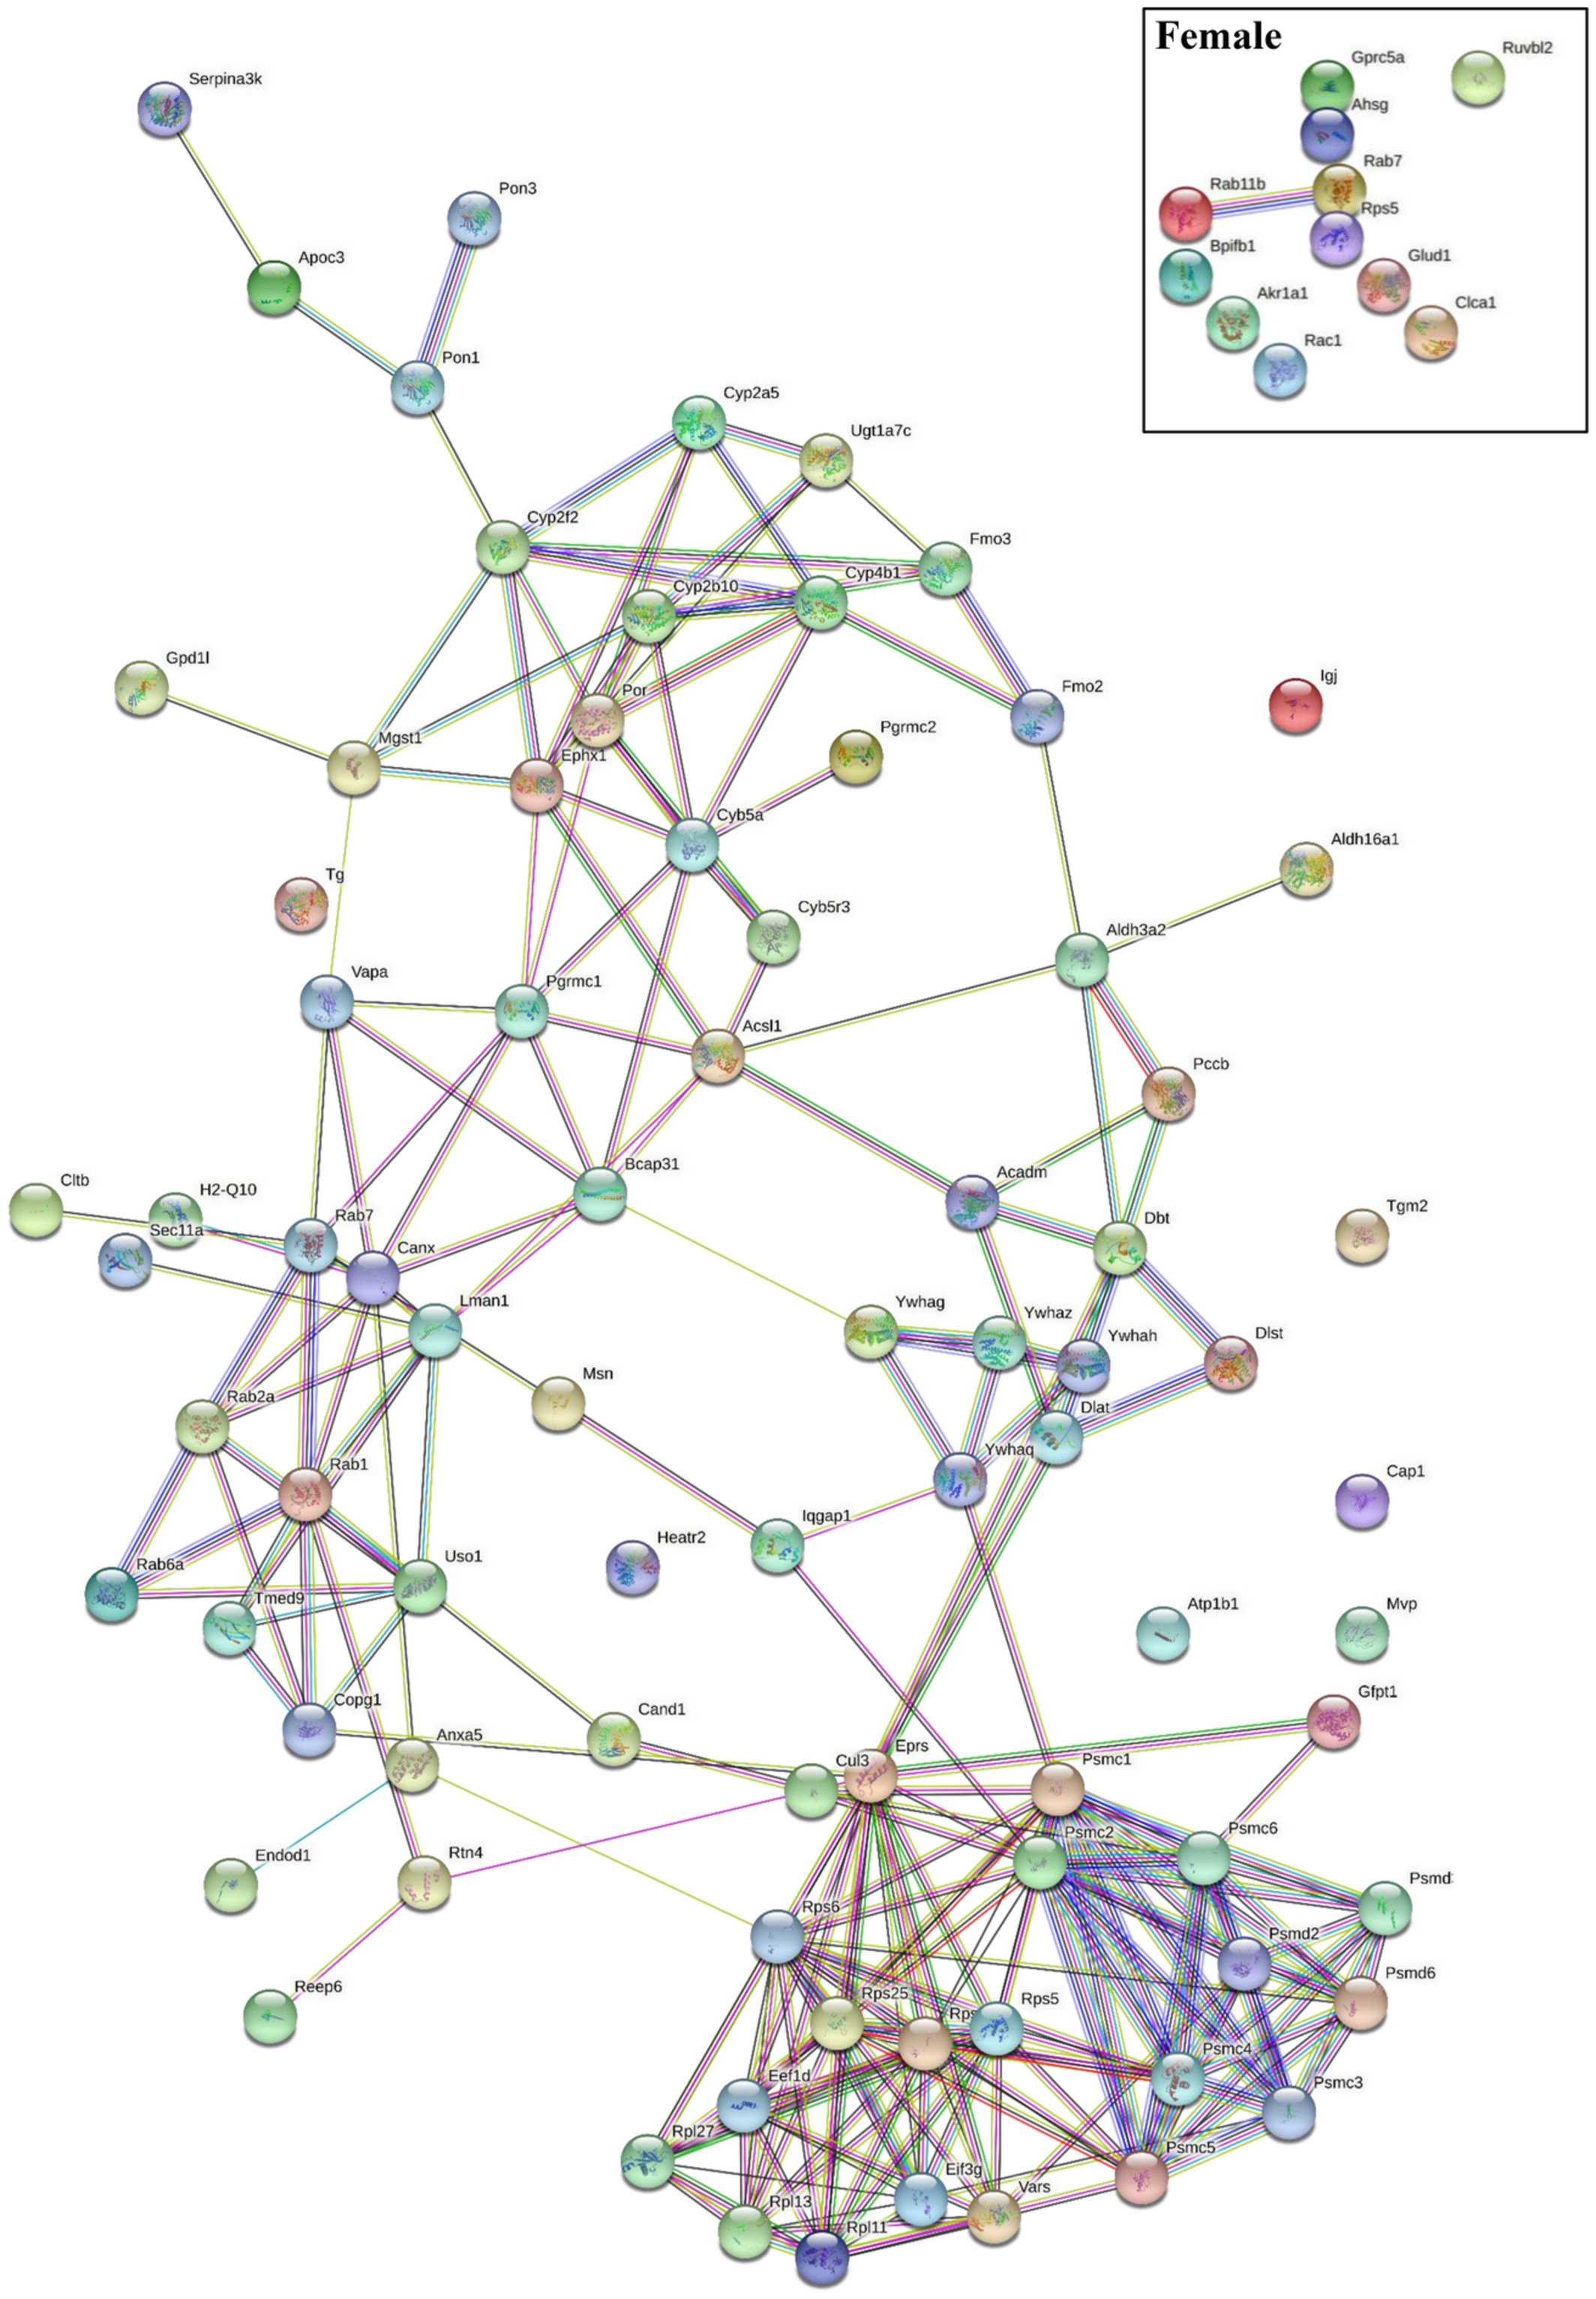 Female
Gprc5a
Ruvbl2
Ahsg
Rab7
Rab11b
Rps5
Bpifb1
Glud1
Akr1a1
Clca1
Rac1
Serpina3k
Pon3
Apoc3
Pon1
Cyp2a5
Ugt1a7c
Cyp2f2
Fmo3
Cyp4b1
Cyp2b10
Gpd1l
Por
Fmo2
Igj
Pgrmc2
Mgst1
Ephx1
Cyb5a
Aldh16a1
Tg
Cyb5r3
Aldh3a2
Vapa
Pgrmc1
Acsl1
Pccb
Bcap31
Acadm
Cltb
H2-Q10
Tgm2
Rab7
Dbt
Sec11a
Canx
Lman1
Ywhag
Ywhaz
Ywhah
Dlst
Msn
Rab2a
Dlat
Ywhaq
Rab1
Cap1
Iqgap1
Heatr2
Uso1
Rab6a
Tmed9
Atp1b1
Mvp
Gfpt1
Copg1
Cand1
Anxa5
Eprs
Cul3
Psmc1
Psmc2
Psmc6
Endod1
Rtn4
Psmd
Rps6
Psmd2
Psmd6
Reep6
Rps25
Rps5
Rps
Psmc4
Eef1d
Psmc3
Rpl27
Psmc5
Eif3g
Vars
Rpl13
Rpl11